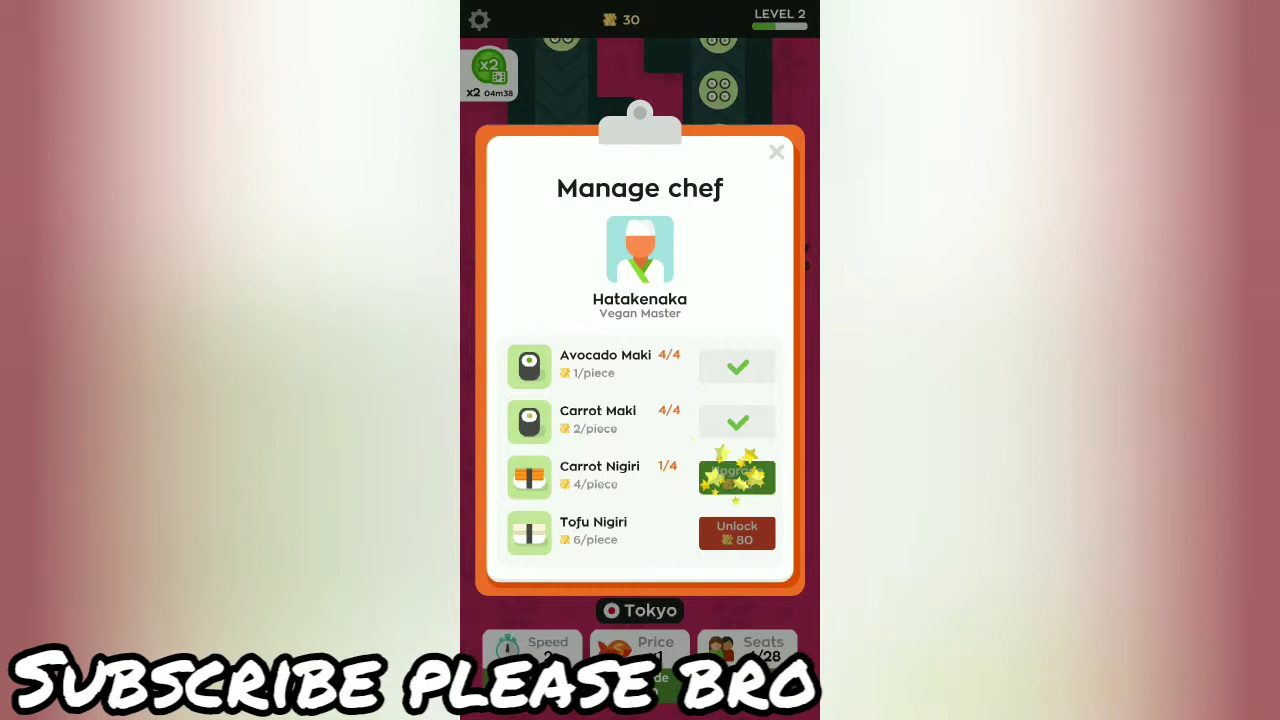 30
LEVEL 2
x2
x2 04m38
Manage chef
Hatakenaka
Vegan Master
Avocado Maki 4/4
1/piece
Carrot Maki 4/4
2/piece
Carrot Nigiri 1/4
4/piece
Tofu Nigiri
6/piece
Unlock
80
Tokyo
Speed
Price
Seats
/28
SUBSCRIBE PLEASE BRO